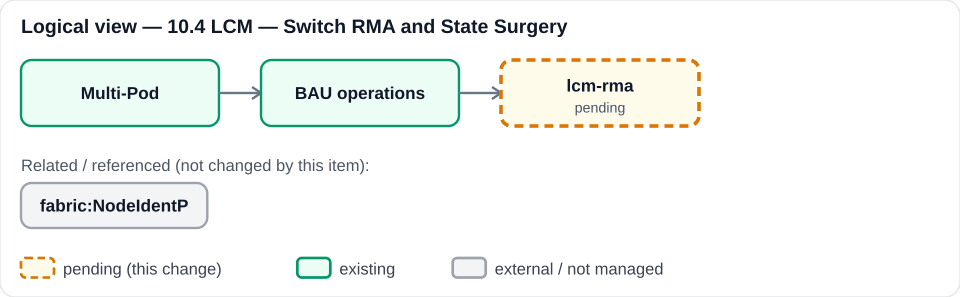 Logical view — 10.4 LCM — Switch RMA and State Surgery
Multi-Pod
BAU operations
lcm-rma
pending
Related / referenced (not changed by this item):
fabric:NodeIdentP
pending (this change)
existing
external / not managed